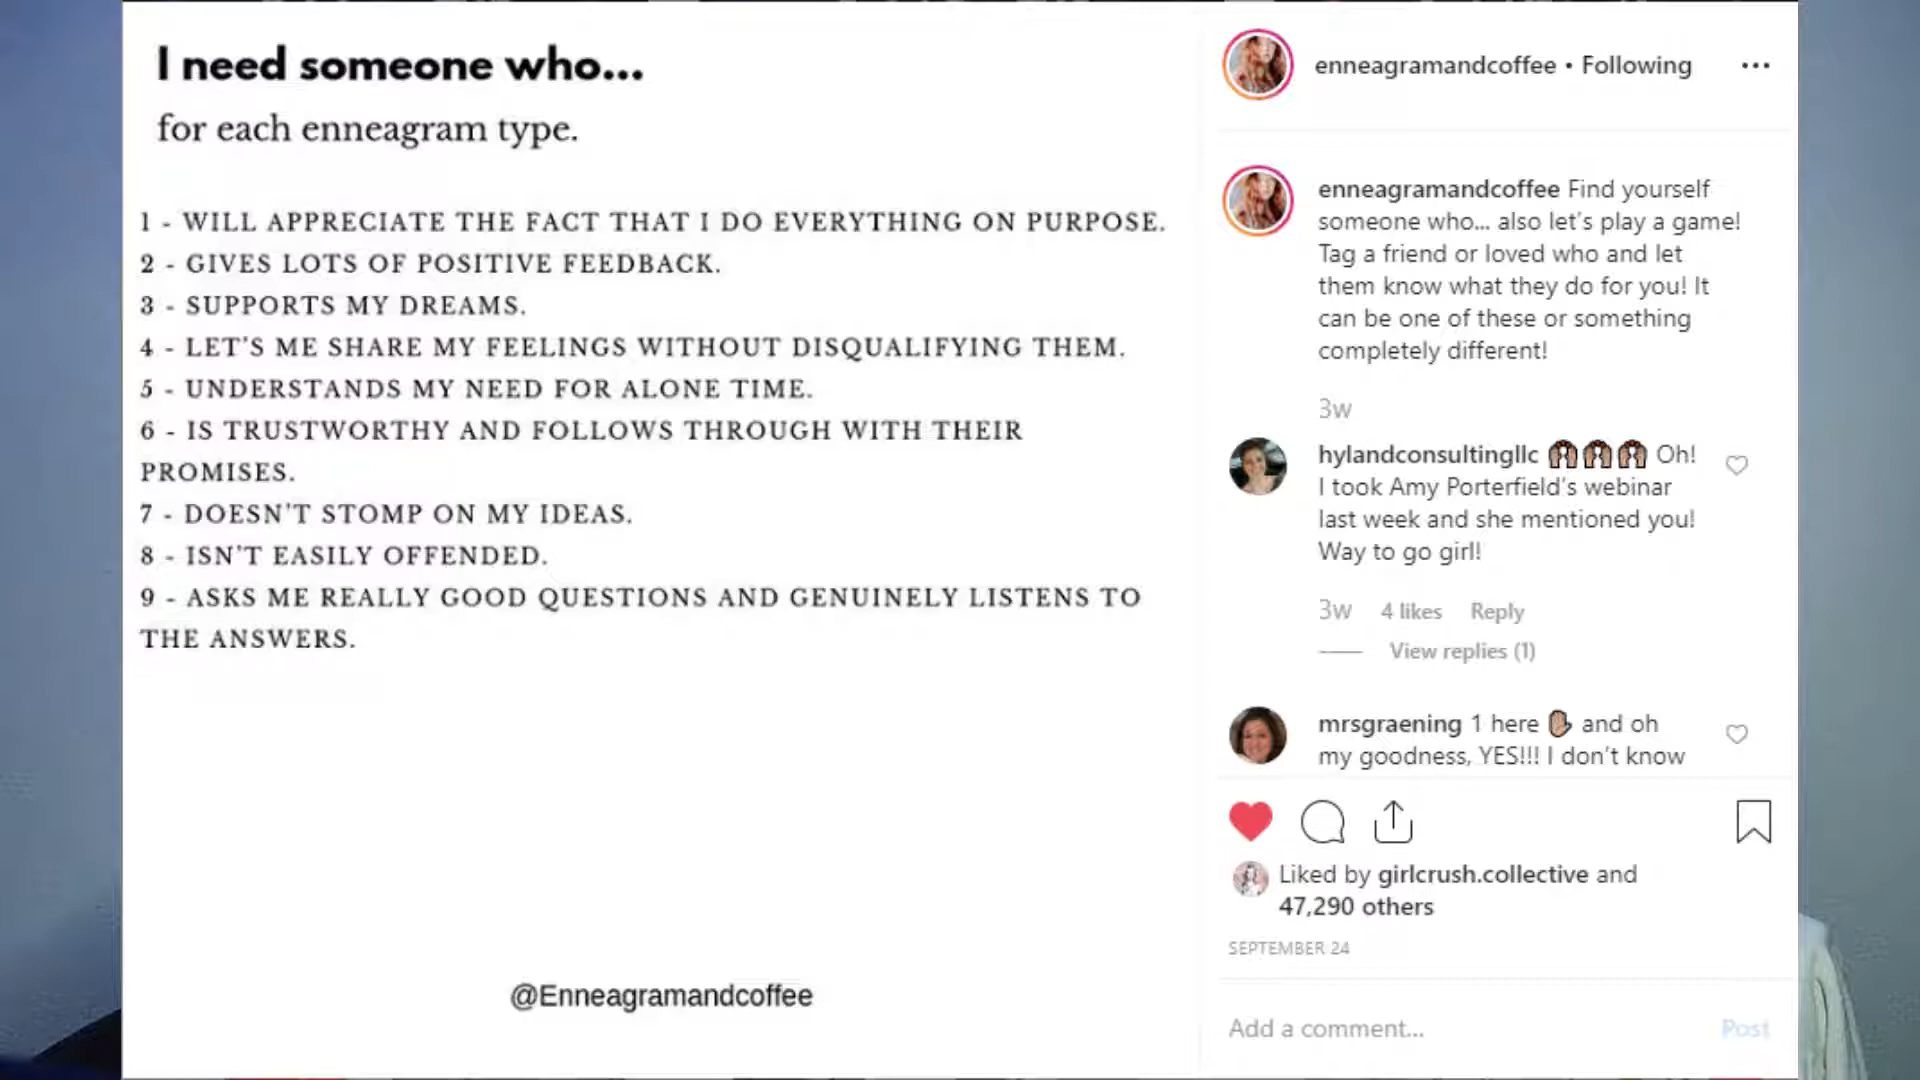 I need someone who...
for each enneagram type.
1 - WILL APPRECIATE THE FACT THAT I DO EVERYTHING ON PURPOSE.
2 - GIVES LOTS OF POSITIVE FEEDBACK.
3 - SUPPORTS MY DREAMS.
4 - LET'S ME SHARE MY FEELINGS WITHOUT DISQUALIFYING THEM.
5 - UNDERSTANDS MY NEED FOR ALONE TIME.
6 - IS TRUSTWORTHY AND FOLLOWS THROUGH WITH THEIR
PROMISES.
7 - DOESN'T STOMP ON MY IDEAS.
8 - ISN'T EASILY OFFENDED.
9 - ASKS ME REALLY GOOD QUESTIONS AND GENUINELY LISTENS TO
THE ANSWERS.
@Enneagramandcoffee
enneagramandcoffee • Following
enneagramandcoffee Find yourself
someone who... also let's play a game!
Tag a friend or loved who and let
them know what they do for you! It
can be one of these or something
completely different!
3w
hylandconsultingllc 🙌🙌🙌 Oh!
I took Amy Porterfield's webinar
last week and she mentioned you!
Way to go girl!
3w 4 likes Reply
View replies (1)
mrsgraening 1 here ✋ and oh
my goodness, YES!!! I don't know
Liked by girlcrush.collective and
47,290 others
SEPTEMBER 24
Add a comment... Post